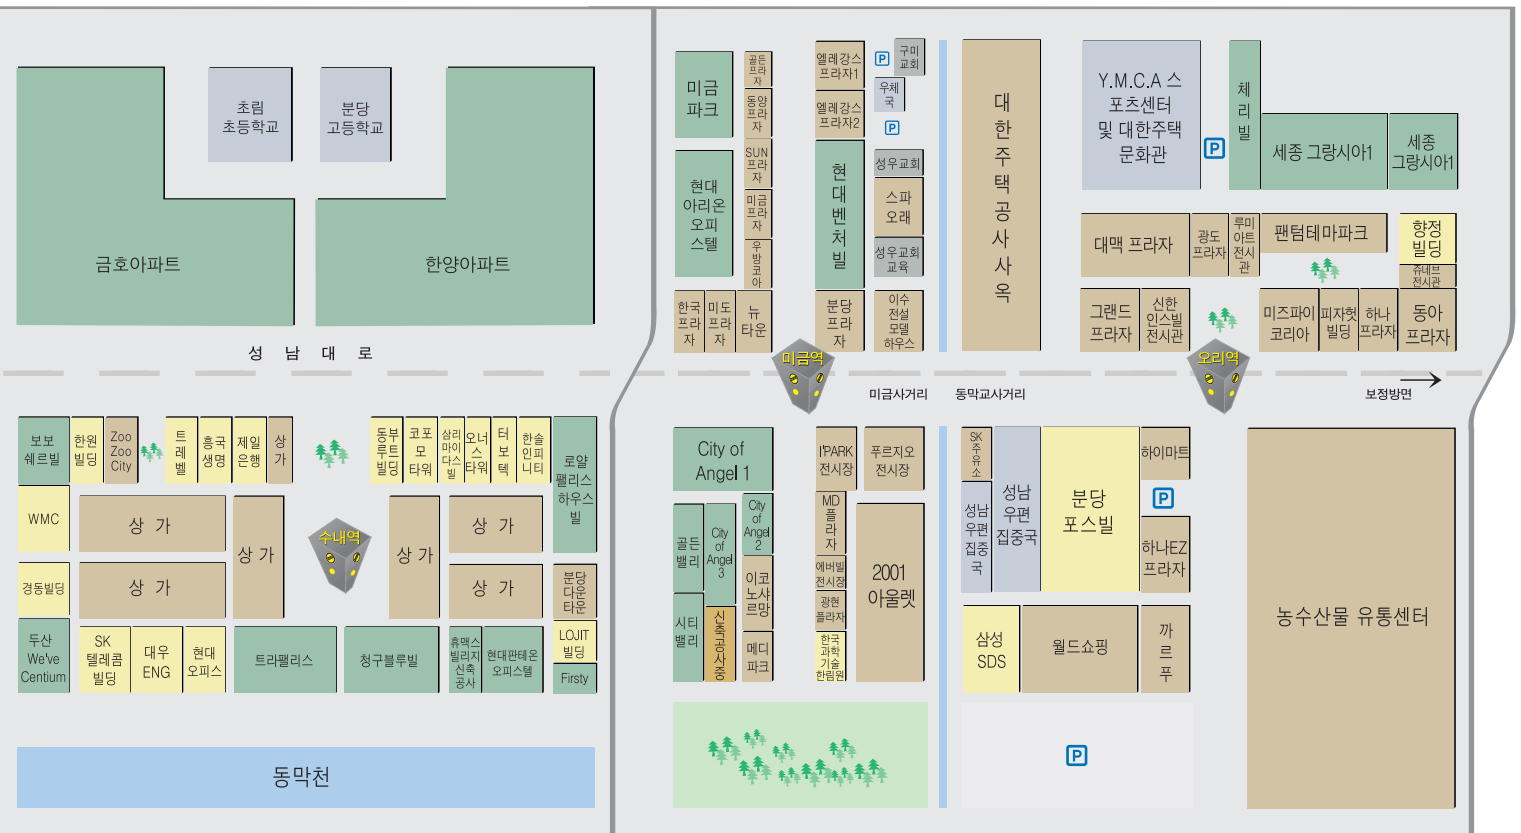 초림
초등학교
분당
고등학교
금호아파트
한양아파트
성 남 대 로
미금
파크
골든
프라
자
동양
프라
자
현대
아리온
오피
스텔
SUN
프라
자
미금
프라
자
우
방
코
아
한국
프라
자
미도
프라
자
뉴
타운
엘레강스
프라자1
엘레강스
프라자2
현
대
벤
처
빌
분당
프라
자
P
구미
교회
우체
국
P
성우교회
스파
오래
성우교회
교육
이수
전설
모델
하우스
대
한
주
택
공
사
사
옥
Y.M.C.A 스
포츠센터
및 대한주택
문화관
P
체
리
빌
세종 그랑시아1
세종
그랑시아1
대맥 프라자
광도
프라자
루미
아트
전시
관
팬텀테마파크
향정
빌딩
쥬네브
전시관
그랜드
프라자
신한
인스빌
전시관
미즈파이
코리아
피자헛
빌딩
하나
프라자
동아
프라자
미금역
오리역
미금사거리
동막교사거리
보정방면
보보
쉐르빌
한원
빌딩
Zoo
Zoo
City
트
레
벨
흥국
생명
제일
은행
상
가
동부
루트
빌딩
코포
모
타워
삼리
마이
다스
빌
오너
스
타워
터
보
텍
한솔
인피
니티
로얄
팰리스
하우스
빌
WMC
상 가
상 가
수내역
상 가
상 가
경동빌딩
상 가
상 가
분당
다운
타운
두산
We've
Centium
SK
텔레콤
빌딩
대우
ENG
현대
오피스
트라팰리스
청구블루빌
휴맥스
빌리지
신축
공사
현대판테온
오피스텔
LOJIT
빌딩
Firsty
동막천
City of
Angel 1
골든
밸리
City
of
Angel
3
City
of
Angel
2
이코
노샤
르망
시티
밸리
신
축
공
사
중
메디
파크
I'PARK
전시장
푸르지오
전시장
MD
플
라
자
에버빌
전시장
광현
플라자
한국
과학
기술
한림원
2001
아울렛
SK
주
유
소
성남
우편
집중
국
성남
우편
집중국
분당
포스빌
하이마트
P
하나EZ
프라자
삼성
SDS
월드쇼핑
까
르
푸
P
농수산물 유통센터